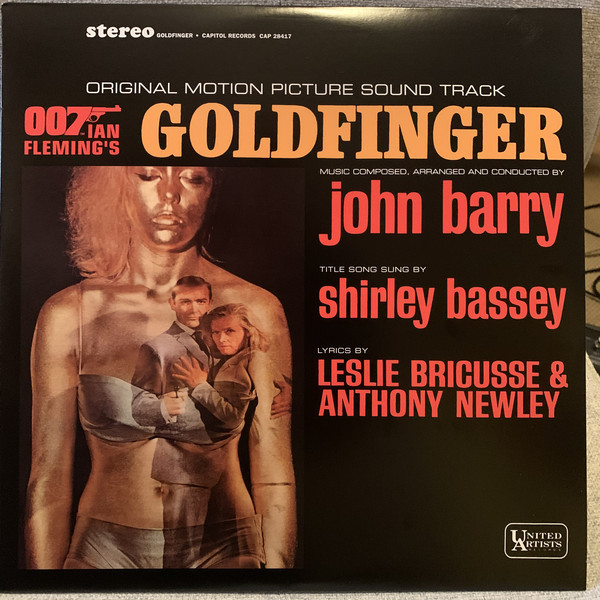 stereo GOLDFINGER • CAPITOL RECORDS CAP 28417
ORIGINAL MOTION PICTURE SOUND TRACK
007 IAN
FLEMING'S
GOLDFINGER
MUSIC COMPOSED, ARRANGED AND CONDUCTED BY
john barry
TITLE SONG SUNG BY
shirley bassey
LYRICS BY
LESLIE BRICUSSE &
ANTHONY NEWLEY
UNITED
ARTISTS
RECORDS